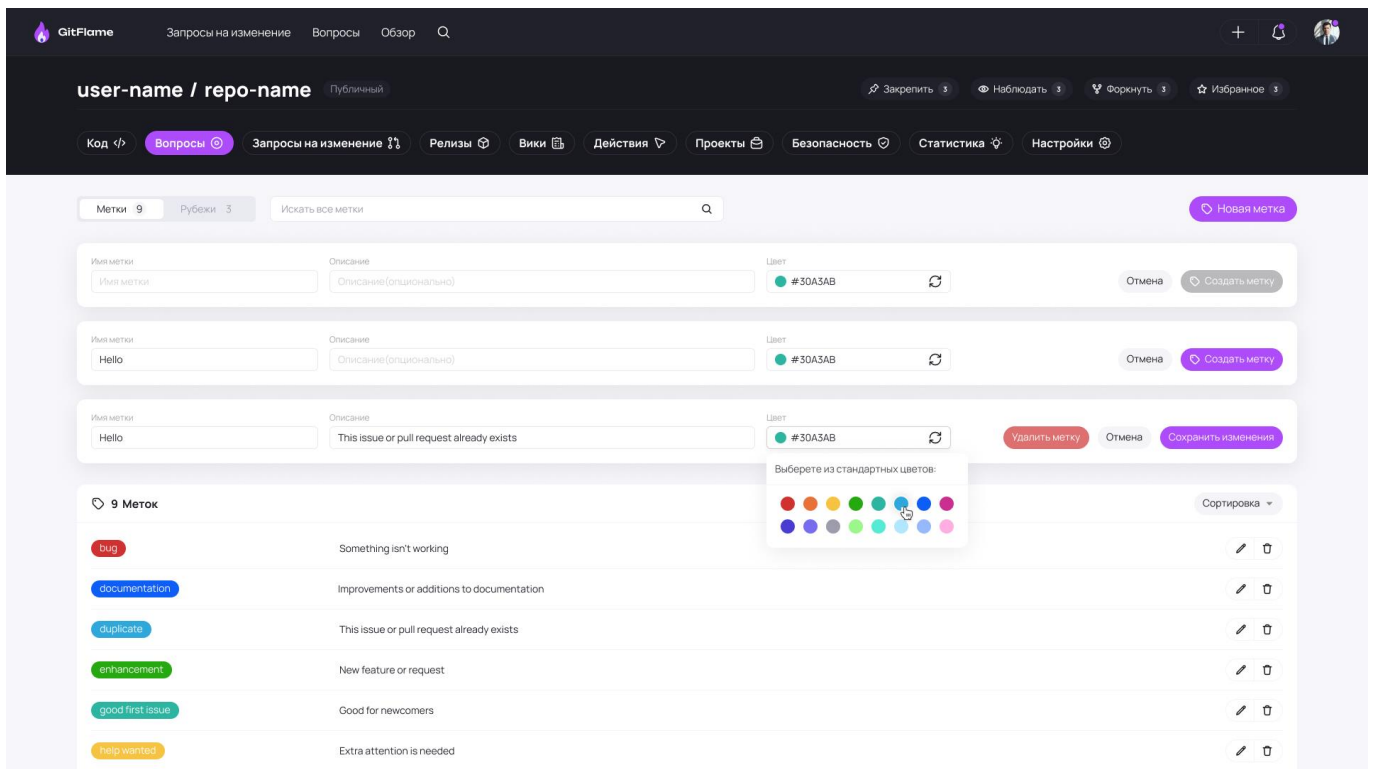 GitFlame Запросы на изменение Вопросы Обзор
user-name / repo-name Публичный Закрепить 3 Наблюдать 3 Форкнуть 3 Избранное 3
Код Вопросы Запросы на изменение Релизы Вики Действия Проекты Безопасность Статистика Настройки
Метки 9 Рубежи 3 Искать все метки Новая метка
Имя метки Описание Цвет
Имя метки Описание(опционально) #30A3AB Отмена Создать метку
Имя метки Описание Цвет
Hello Описание(опционально) #30A3AB Отмена Создать метку
Имя метки Описание Цвет
Hello This issue or pull request already exists #30A3AB Удалить метку Отмена Сохранить изменения
Выберете из стандартных цветов:
9 Меток Сортировка
bug Something isn't working
documentation Improvements or additions to documentation
duplicate This issue or pull request already exists
enhancement New feature or request
good first issue Good for newcomers
help wanted Extra attention is needed